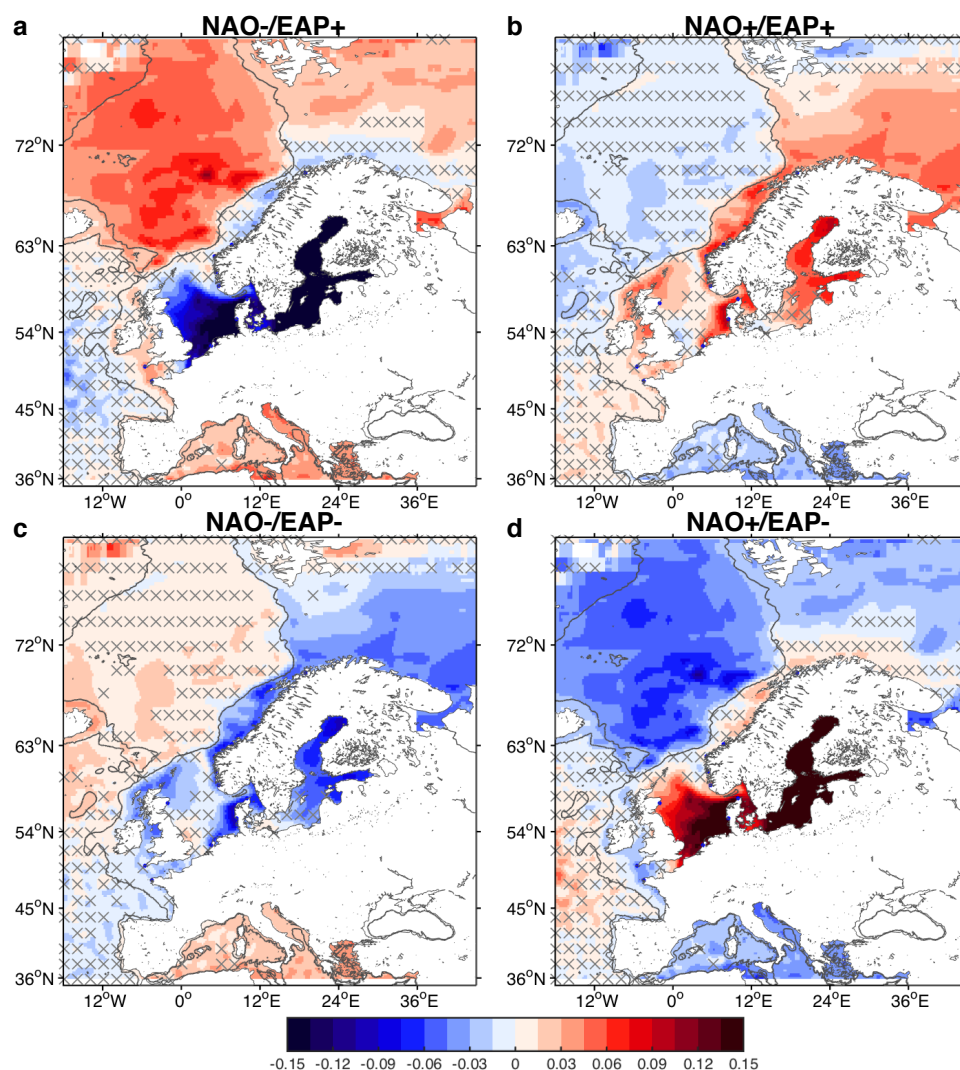 a NAO-/EAP+ b NAO+/EAP+
72°N 72°N
63°N 63°N
54°N 54°N
45°N 45°N
36°N 36°N
12°W 0° 12°E 24°E 36°E 12°W 0° 12°E 24°E 36°E
c NAO-/EAP- d NAO+/EAP-
72°N 72°N
63°N 63°N
54°N 54°N
45°N 45°N
36°N 36°N
12°W 0° 12°E 24°E 36°E 12°W 0° 12°E 24°E 36°E
-0.15 -0.12 -0.09 -0.06 -0.03 0 0.03 0.06 0.09 0.12 0.15